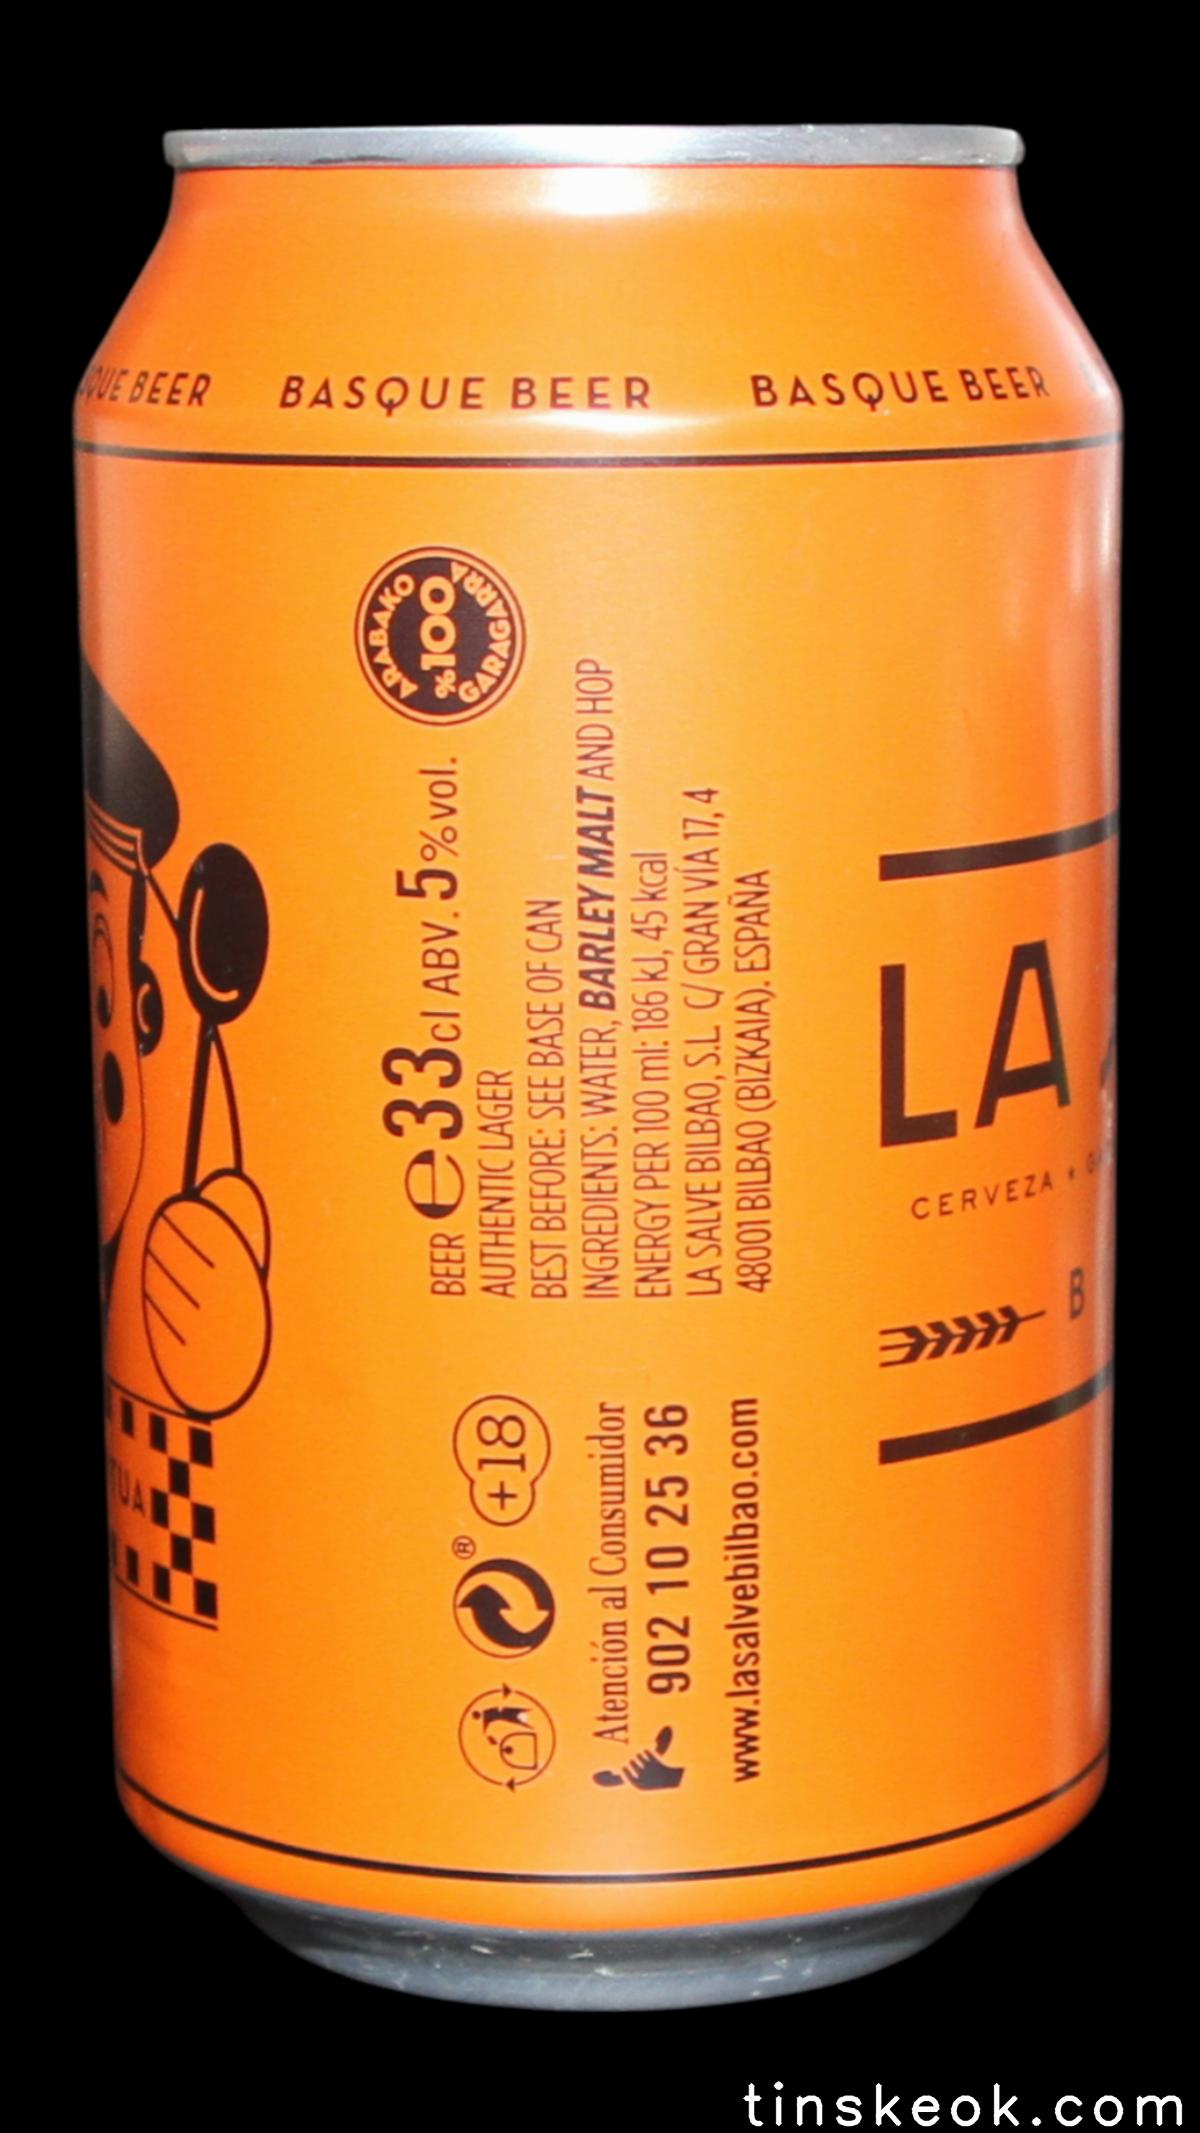 BEER BASQUE BEER BASQUE BEER
ARABAKO
%100
GARAGARRA
BEER ℮33cl ABV. 5%vol.
AUTHENTIC LAGER
BEST BEFORE: SEE BASE OF CAN
INGREDIENTS: WATER, BARLEY MALT AND HOP
ENERGY PER 100 ml: 186 kJ, 45 kcal
LA SALVE BILBAO, S.L. C/ GRAN VÍA 17, 4
48001 BILBAO (BIZKAIA). ESPAÑA
+18
®
Atención al Consumidor
902 10 25 36
www.lasalvebilbao.com
LA
CERVEZA *
B
TUA
tinskeok.com